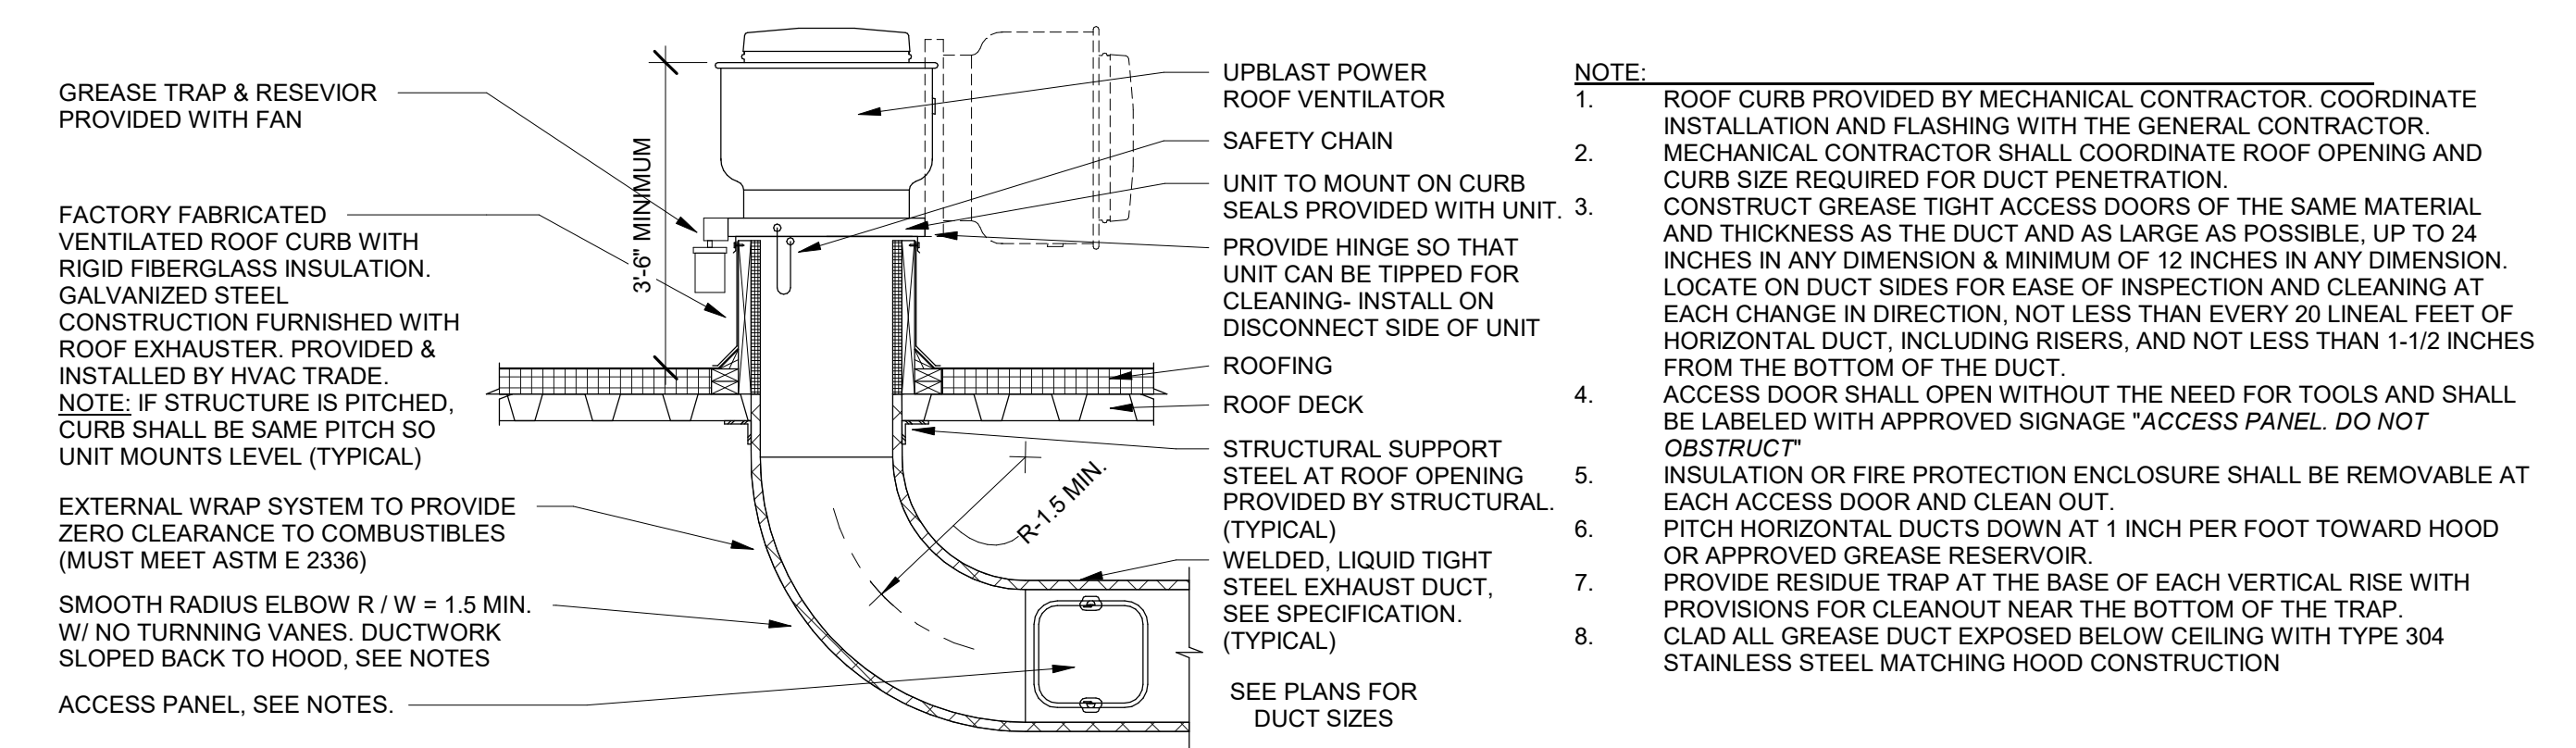 GREASE TRAP & RESEVIOR
PROVIDED WITH FAN
FACTORY FABRICATED
VENTILATED ROOF CURB WITH
RIGID FIBERGLASS INSULATION.
GALVANIZED STEEL
CONSTRUCTION FURNISHED WITH
ROOF EXHAUSTER. PROVIDED &
INSTALLED BY HVAC TRADE.
NOTE: IF STRUCTURE IS PITCHED,
CURB SHALL BE SAME PITCH SO
UNIT MOUNTS LEVEL (TYPICAL)
EXTERNAL WRAP SYSTEM TO PROVIDE
ZERO CLEARANCE TO COMBUSTIBLES
(MUST MEET ASTM E 2336)
SMOOTH RADIUS ELBOW R / W = 1.5 MIN.
W/ NO TURNNING VANES. DUCTWORK
SLOPED BACK TO HOOD, SEE NOTES
ACCESS PANEL, SEE NOTES.
3'-6" MINIMUM
R-1.5 MIN.
UPBLAST POWER
ROOF VENTILATOR
SAFETY CHAIN
UNIT TO MOUNT ON CURB
SEALS PROVIDED WITH UNIT.
PROVIDE HINGE SO THAT
UNIT CAN BE TIPPED FOR
CLEANING- INSTALL ON
DISCONNECT SIDE OF UNIT
ROOFING
ROOF DECK
STRUCTURAL SUPPORT
STEEL AT ROOF OPENING
PROVIDED BY STRUCTURAL.
(TYPICAL)
WELDED, LIQUID TIGHT
STEEL EXHAUST DUCT,
SEE SPECIFICATION.
(TYPICAL)
SEE PLANS FOR
DUCT SIZES
NOTE:
1. ROOF CURB PROVIDED BY MECHANICAL CONTRACTOR. COORDINATE
INSTALLATION AND FLASHING WITH THE GENERAL CONTRACTOR.
2. MECHANICAL CONTRACTOR SHALL COORDINATE ROOF OPENING AND
CURB SIZE REQUIRED FOR DUCT PENETRATION.
3. CONSTRUCT GREASE TIGHT ACCESS DOORS OF THE SAME MATERIAL
AND THICKNESS AS THE DUCT AND AS LARGE AS POSSIBLE, UP TO 24
INCHES IN ANY DIMENSION & MINIMUM OF 12 INCHES IN ANY DIMENSION.
LOCATE ON DUCT SIDES FOR EASE OF INSPECTION AND CLEANING AT
EACH CHANGE IN DIRECTION, NOT LESS THAN EVERY 20 LINEAL FEET OF
HORIZONTAL DUCT, INCLUDING RISERS, AND NOT LESS THAN 1-1/2 INCHES
FROM THE BOTTOM OF THE DUCT.
4. ACCESS DOOR SHALL OPEN WITHOUT THE NEED FOR TOOLS AND SHALL
BE LABELED WITH APPROVED SIGNAGE "ACCESS PANEL. DO NOT
OBSTRUCT"
5. INSULATION OR FIRE PROTECTION ENCLOSURE SHALL BE REMOVABLE AT
EACH ACCESS DOOR AND CLEAN OUT.
6. PITCH HORIZONTAL DUCTS DOWN AT 1 INCH PER FOOT TOWARD HOOD
OR APPROVED GREASE RESERVOIR.
7. PROVIDE RESIDUE TRAP AT THE BASE OF EACH VERTICAL RISE WITH
PROVISIONS FOR CLEANOUT NEAR THE BOTTOM OF THE TRAP.
8. CLAD ALL GREASE DUCT EXPOSED BELOW CEILING WITH TYPE 304
STAINLESS STEEL MATCHING HOOD CONSTRUCTION